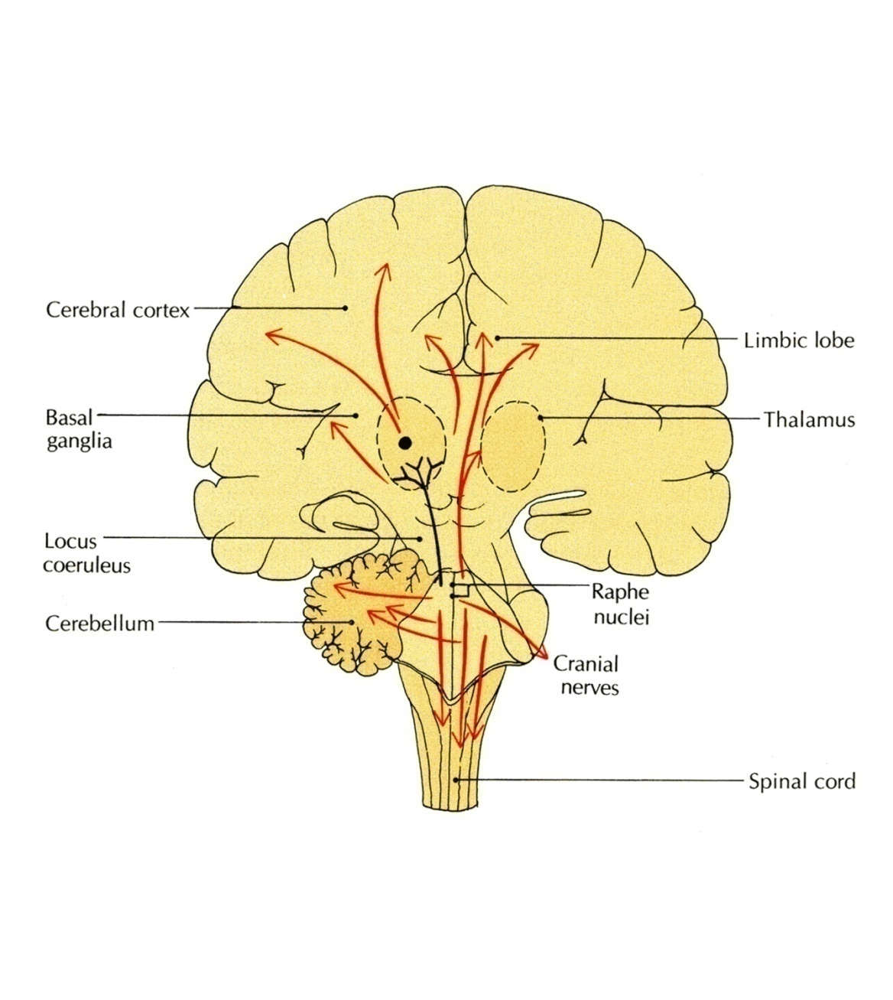 Cerebral cortex
Limbic lobe
Basal
ganglia
Thalamus
Locus
coeruleus
Raphe
nuclei
Cerebellum
Cranial
nerves
Spinal cord